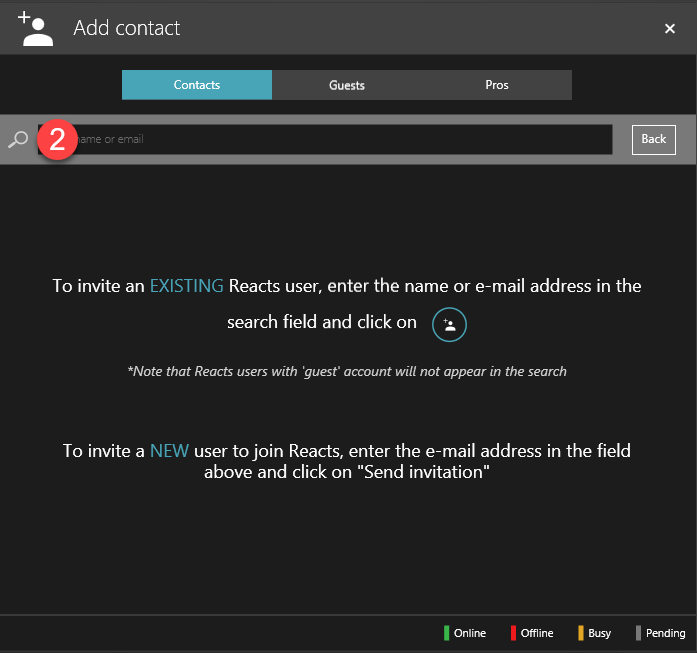 Add contact
Contacts Guests Pros
2 name or email Back
To invite an EXISTING Reacts user, enter the name or e-mail address in the
search field and click on
*Note that Reacts users with 'guest' account will not appear in the search
To invite a NEW user to join Reacts, enter the e-mail address in the field
above and click on "Send invitation"
Online Offline Busy Pending